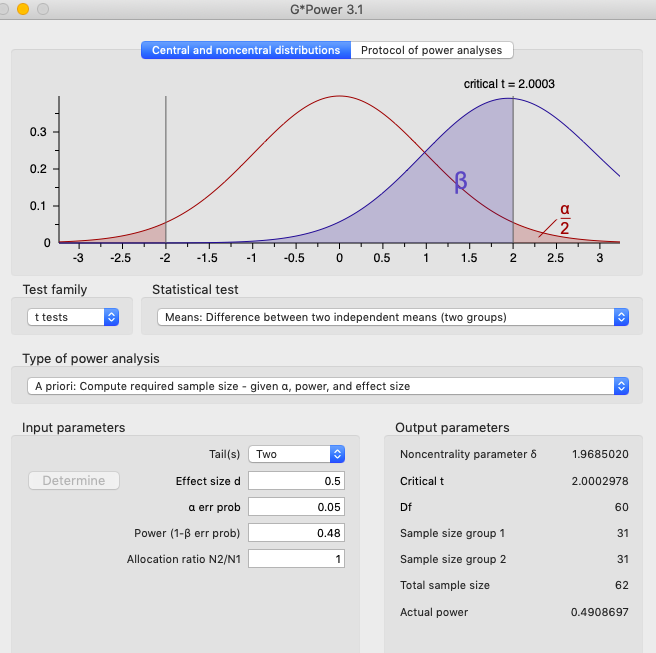 G*Power 3.1
Central and noncentral distributions Protocol of power analyses
critical t = 2.0003
0.3
0.2
0.1
0
β
α
2
-3 -2.5 -2 -1.5 -1 -0.5 0 0.5 1 1.5 2 2.5 3
Test family Statistical test
t tests Means: Difference between two independent means (two groups)
Type of power analysis
A priori: Compute required sample size - given α, power, and effect size
Input parameters Output parameters
Tail(s) Two Noncentrality parameter δ 1.9685020
Determine Effect size d 0.5 Critical t 2.0002978
α err prob 0.05 Df 60
Power (1-β err prob) 0.48 Sample size group 1 31
Allocation ratio N2/N1 1 Sample size group 2 31
Total sample size 62
Actual power 0.4908697